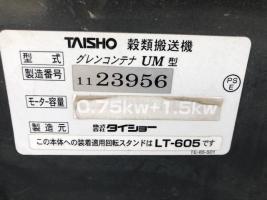 TAISHO 穀類搬送機
型式 グレンコンテナ UM型
製造番号 1123956
モーター容量 0.75kw+1.5kw
製造元 株式会社 タイショー
この本体への装着適用回転スタンドは LT-605 です
PSE